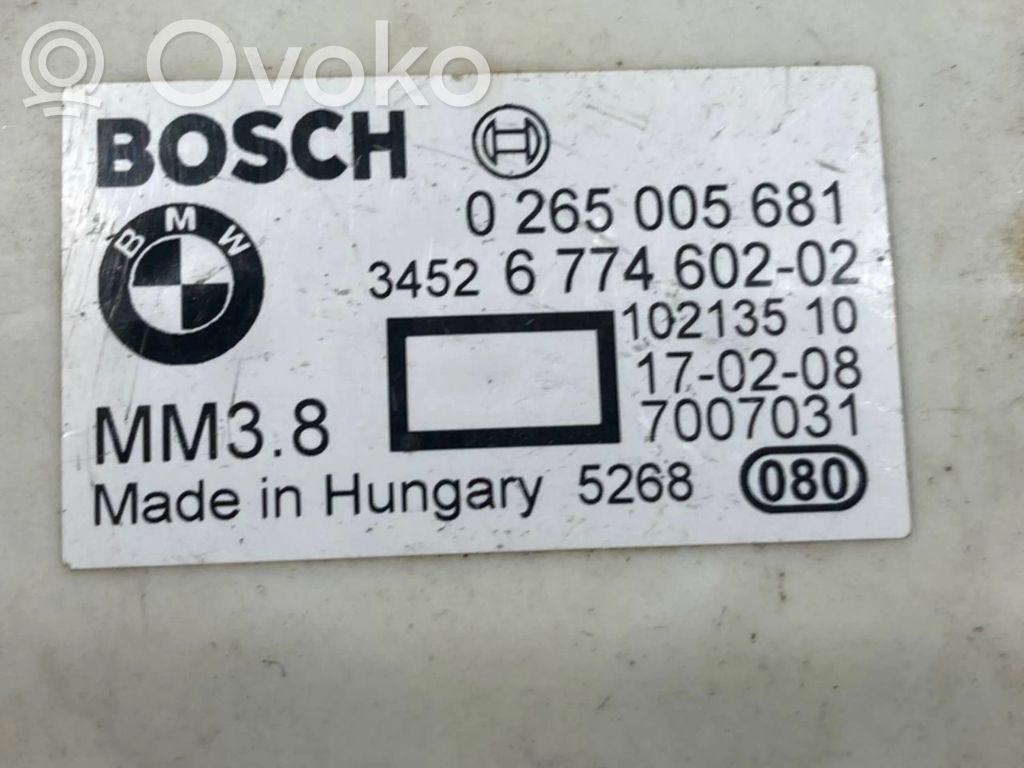 Ovoko
BOSCH
BMW
0 265 005 681
3452 6 774 602-02
102135 10
17-02-08
MM3.8
7007031
Made in Hungary 5268 080